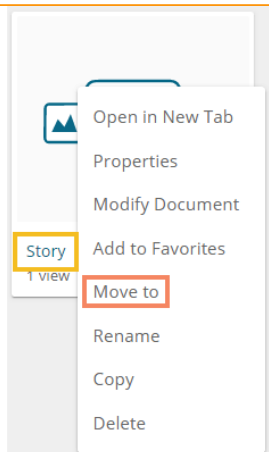 Open in New Tab
Properties
Modify Document
Story
Add to Favorites
1 view
Move to
Rename
Copy
Delete